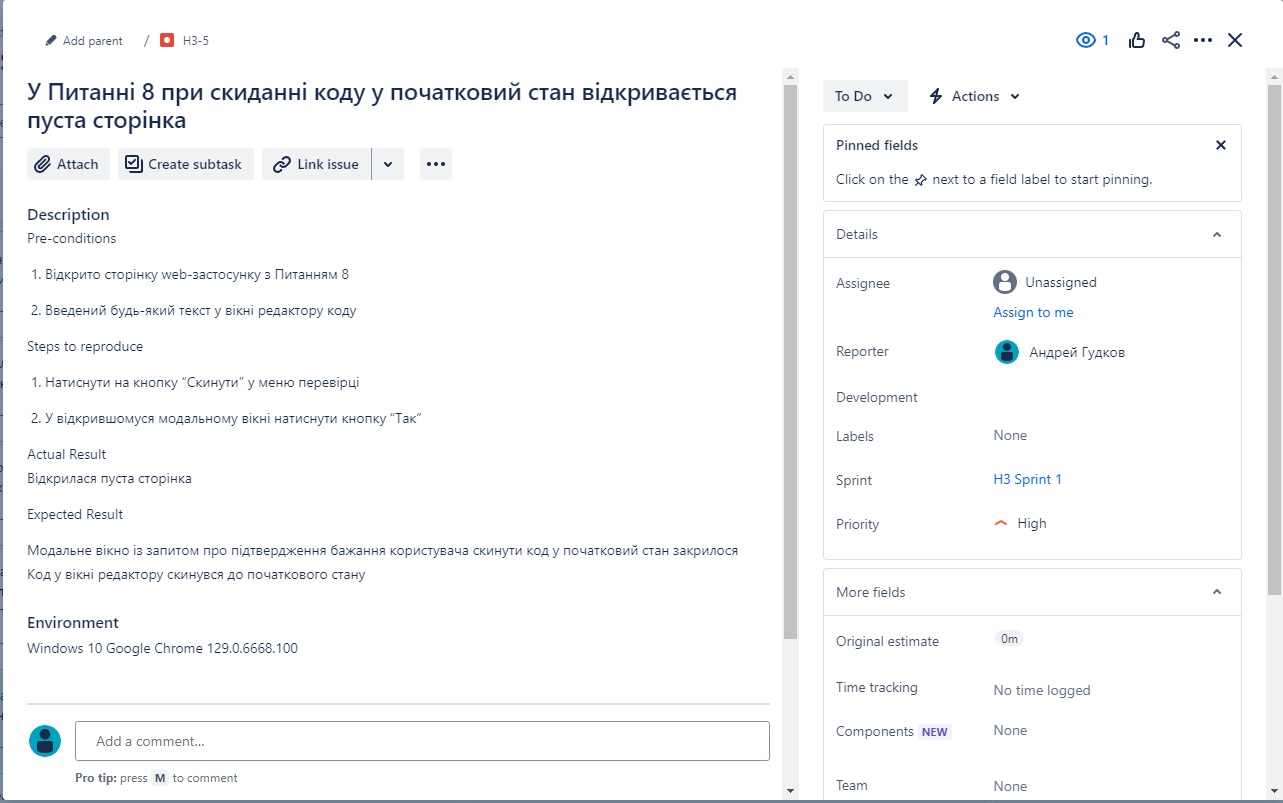 Add parent / H3-5
1
У Питанні 8 при скиданні коду у початковий стан відкривається
пуста сторінка
Attach
Create subtask
Link issue
Description
Pre-conditions
1. Відкрито сторінку web-застосунку з Питанням 8
2. Введений будь-який текст у вікні редактору коду
Steps to reproduce
1. Натиснути на кнопку “Скинути” у меню перевірці
2. У відкрившомуся модальному вікні натиснути кнопку “Так”
Actual Result
Відкрилася пуста сторінка
Expected Result
Модальне вікно із запитом про підтвердження бажання користувача скинути код у початковий стан закрилося
Код у вікні редактору скинувся до початкового стану
Environment
Windows 10 Google Chrome 129.0.6668.100
Add a comment…
Pro tip: press M to comment
To Do
Actions
Pinned fields
Click on the next to a field label to start pinning.
Details
Assignee
Unassigned
Assign to me
Reporter
Андрей Гудков
Development
Labels
None
Sprint
H3 Sprint 1
Priority
High
More fields
Original estimate
0m
Time tracking
No time logged
Components NEW
None
Team
None